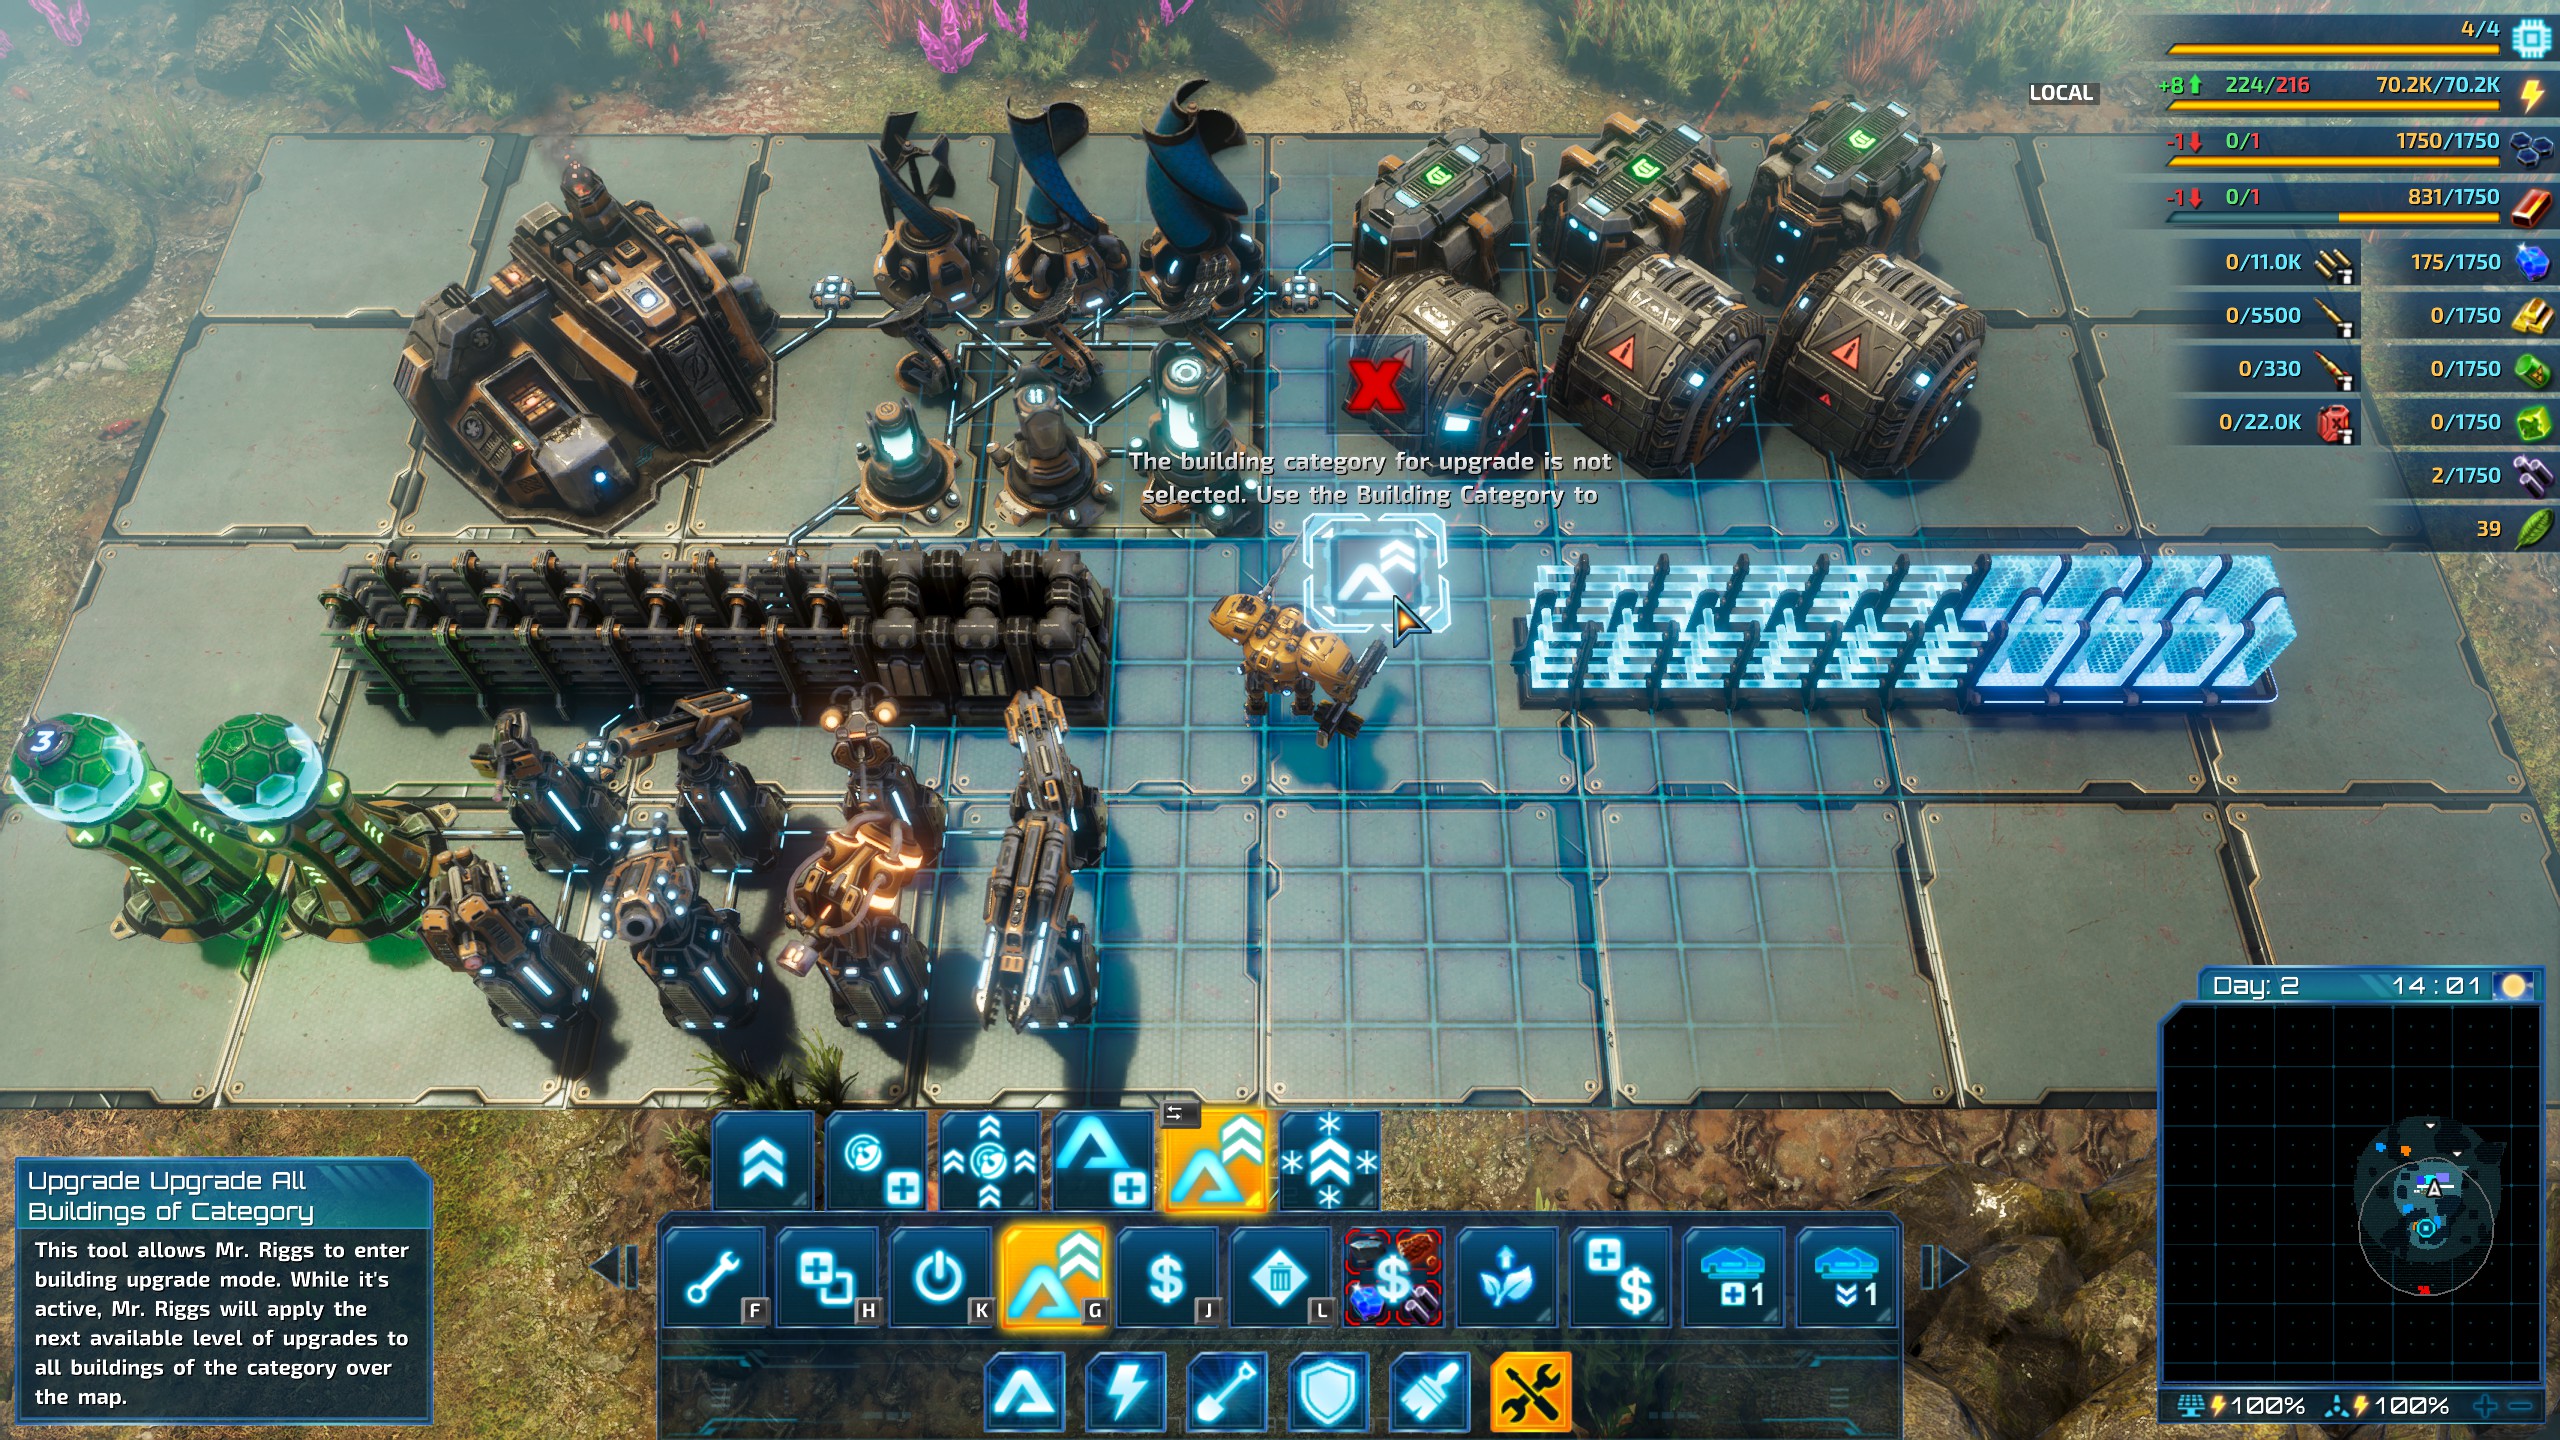 4/4
LOCAL
+8 224/216 70.2K/70.2K
-1 0/1 1750/1750
-1 0/1 831/1750
0/11.0K 175/1750
0/5500 0/1750
0/330 0/1750
0/22.0K 0/1750
2/1750
39
The building category for upgrade is not
selected. Use the Building Category to
3
Day: 2 14:01
Upgrade Upgrade All
Buildings of Category
This tool allows Mr. Riggs to enter
building upgrade mode. While it's
active, Mr. Riggs will apply the
next available level of upgrades to
all buildings of the category over
the map.
F H K G $ J L $ $ 1 1
100% 100%